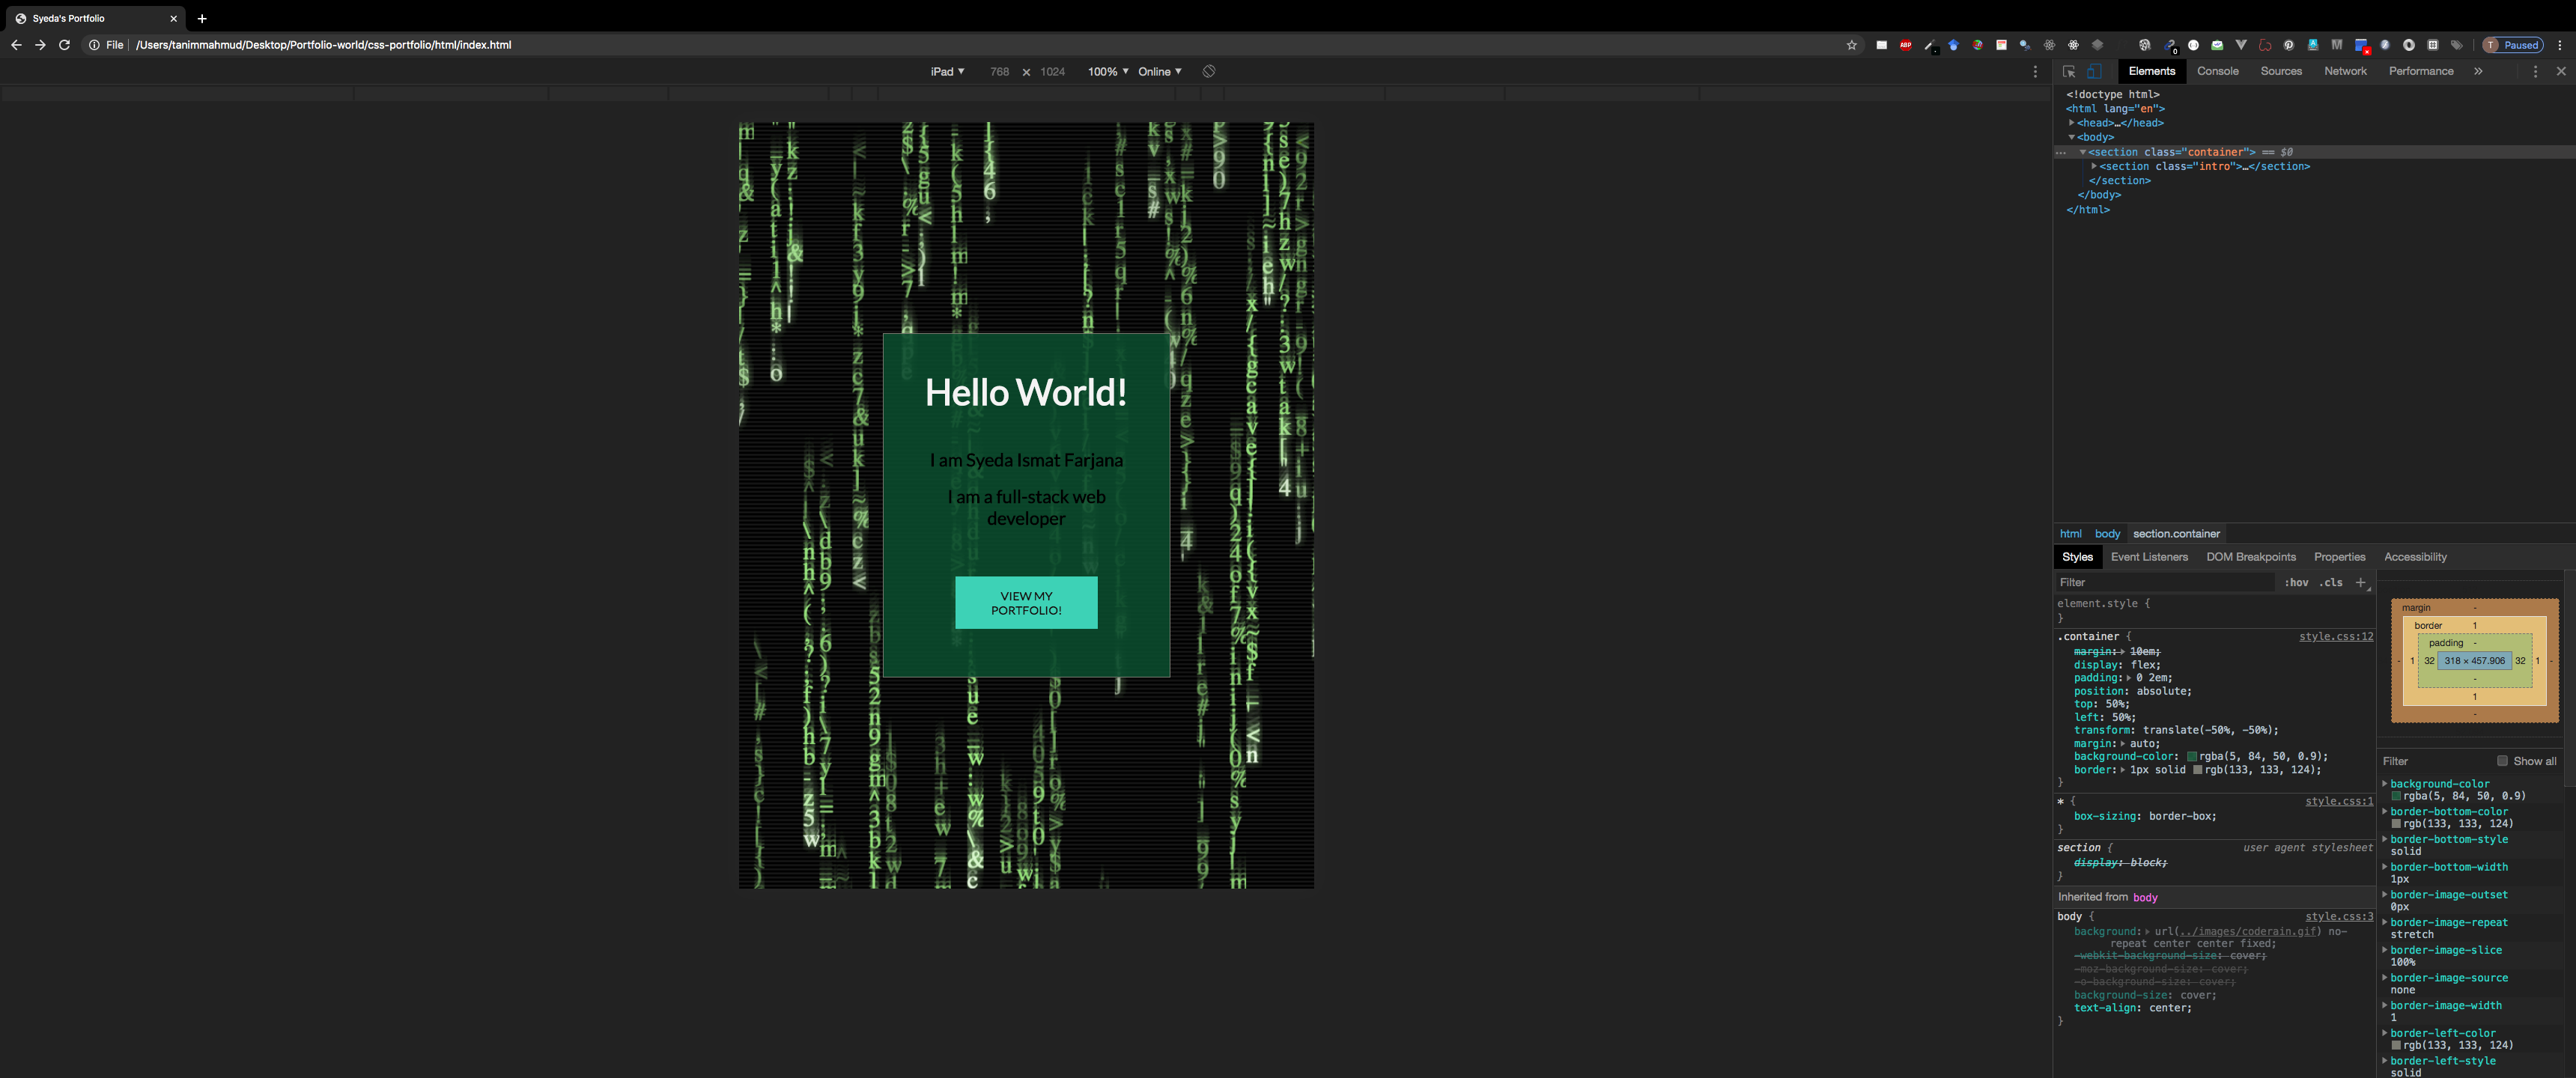 Syeda's Portfolio
File /Users/tanimmahmud/Desktop/Portfolio-world/css-portfolio/html/index.html
ABP
0
T Paused
iPad 768 × 1024 100% Online
Elements Console Sources Network Performance »
<!doctype html>
<html lang="en">
<head>…</head>
<body>
<section class="container"> == $0
<section class="intro">…</section>
</section>
</body>
</html>
Hello World!
I am Syeda Ismat Farjana
I am a full-stack web
developer
VIEW MY
PORTFOLIO!
html body section.container
Styles Event Listeners DOM Breakpoints Properties Accessibility
Filter :hov .cls +
element.style {
}
.container { style.css:12
margin: 10em;
display: flex;
padding: 0 2em;
position: absolute;
top: 50%;
left: 50%;
transform: translate(-50%, -50%);
margin: auto;
background-color: rgba(5, 84, 50, 0.9);
border: 1px solid rgb(133, 133, 124);
}
* { style.css:1
box-sizing: border-box;
}
section { user agent stylesheet
display: block;
}
Inherited from body
body { style.css:3
background: url(../images/coderain.gif) no-
repeat center center fixed;
-webkit-background-size: cover;
-moz-background-size: cover;
-o-background-size: cover;
background-size: cover;
text-align: center;
}
margin -
border 1
padding -
- 1 32 318 × 457.906 32 1 -
-
1
-
Filter Show all
background-color
rgba(5, 84, 50, 0.9)
border-bottom-color
rgb(133, 133, 124)
border-bottom-style
solid
border-bottom-width
1px
border-image-outset
0px
border-image-repeat
stretch
border-image-slice
100%
border-image-source
none
border-image-width
1
border-left-color
rgb(133, 133, 124)
border-left-style
solid